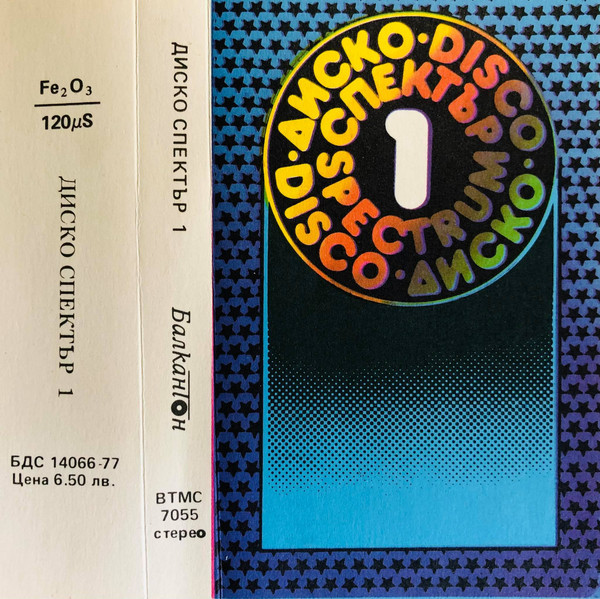 Fe₂O₃
120μS
ДИСКО СПЕКТЪР 1
БДС 14066-77
Цена 6.50 лв.
ДИСКО СПЕКТЪР 1
Балкантон
ВТМС
7055
стерео
ДИСКО · DISCO · ДИСКО · DISCO ·
СПЕКТЪР SPECTRUM
1